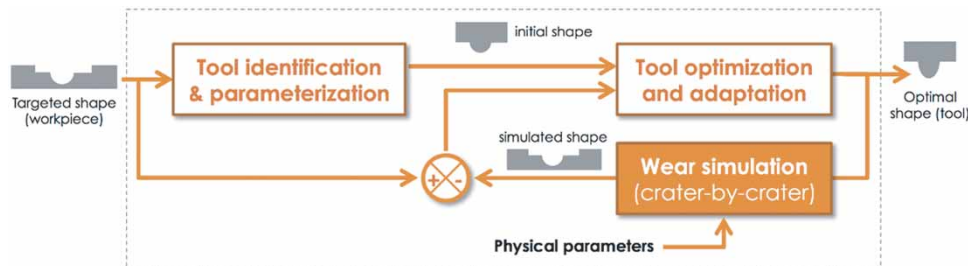 initial shape
Tool identification
& parameterization
Tool optimization
and adaptation
Targeted shape
(workpiece)
Optimal
shape (tool)
simulated shape
+ -
Wear simulation
(crater-by-crater)
Physical parameters